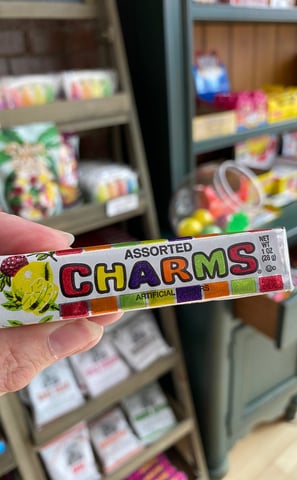 ASSORTED
CHARMS
ARTIFICIAL
NET
WT
1 OZ
(28 g)